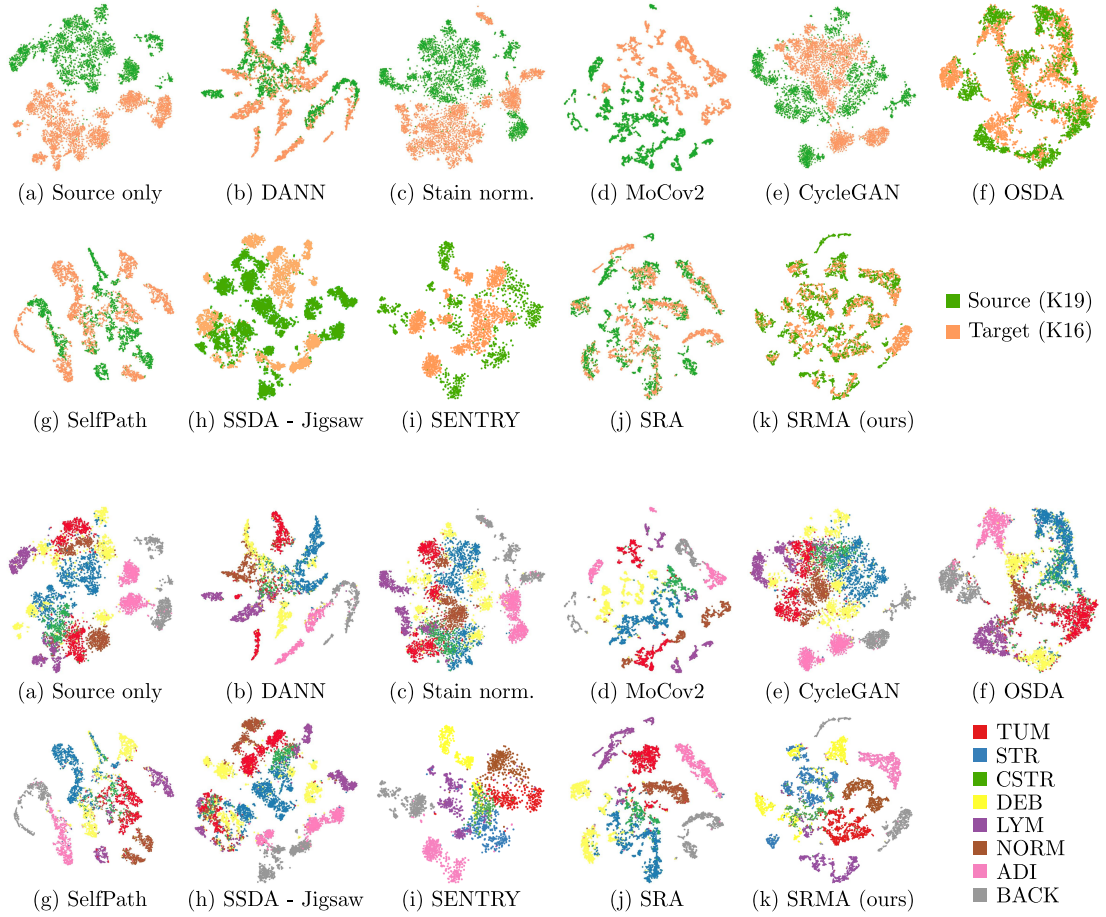 (a) Source only
(b) DANN
(c) Stain norm.
(d) MoCov2
(e) CycleGAN
(f) OSDA
Source (K19)
Target (K16)
(g) SelfPath
(h) SSDA - Jigsaw
(i) SENTRY
(j) SRA
(k) SRMA (ours)
(a) Source only
(b) DANN
(c) Stain norm.
(d) MoCov2
(e) CycleGAN
(f) OSDA
TUM
STR
CSTR
DEB
LYM
NORM
ADI
BACK
(g) SelfPath
(h) SSDA - Jigsaw
(i) SENTRY
(j) SRA
(k) SRMA (ours)